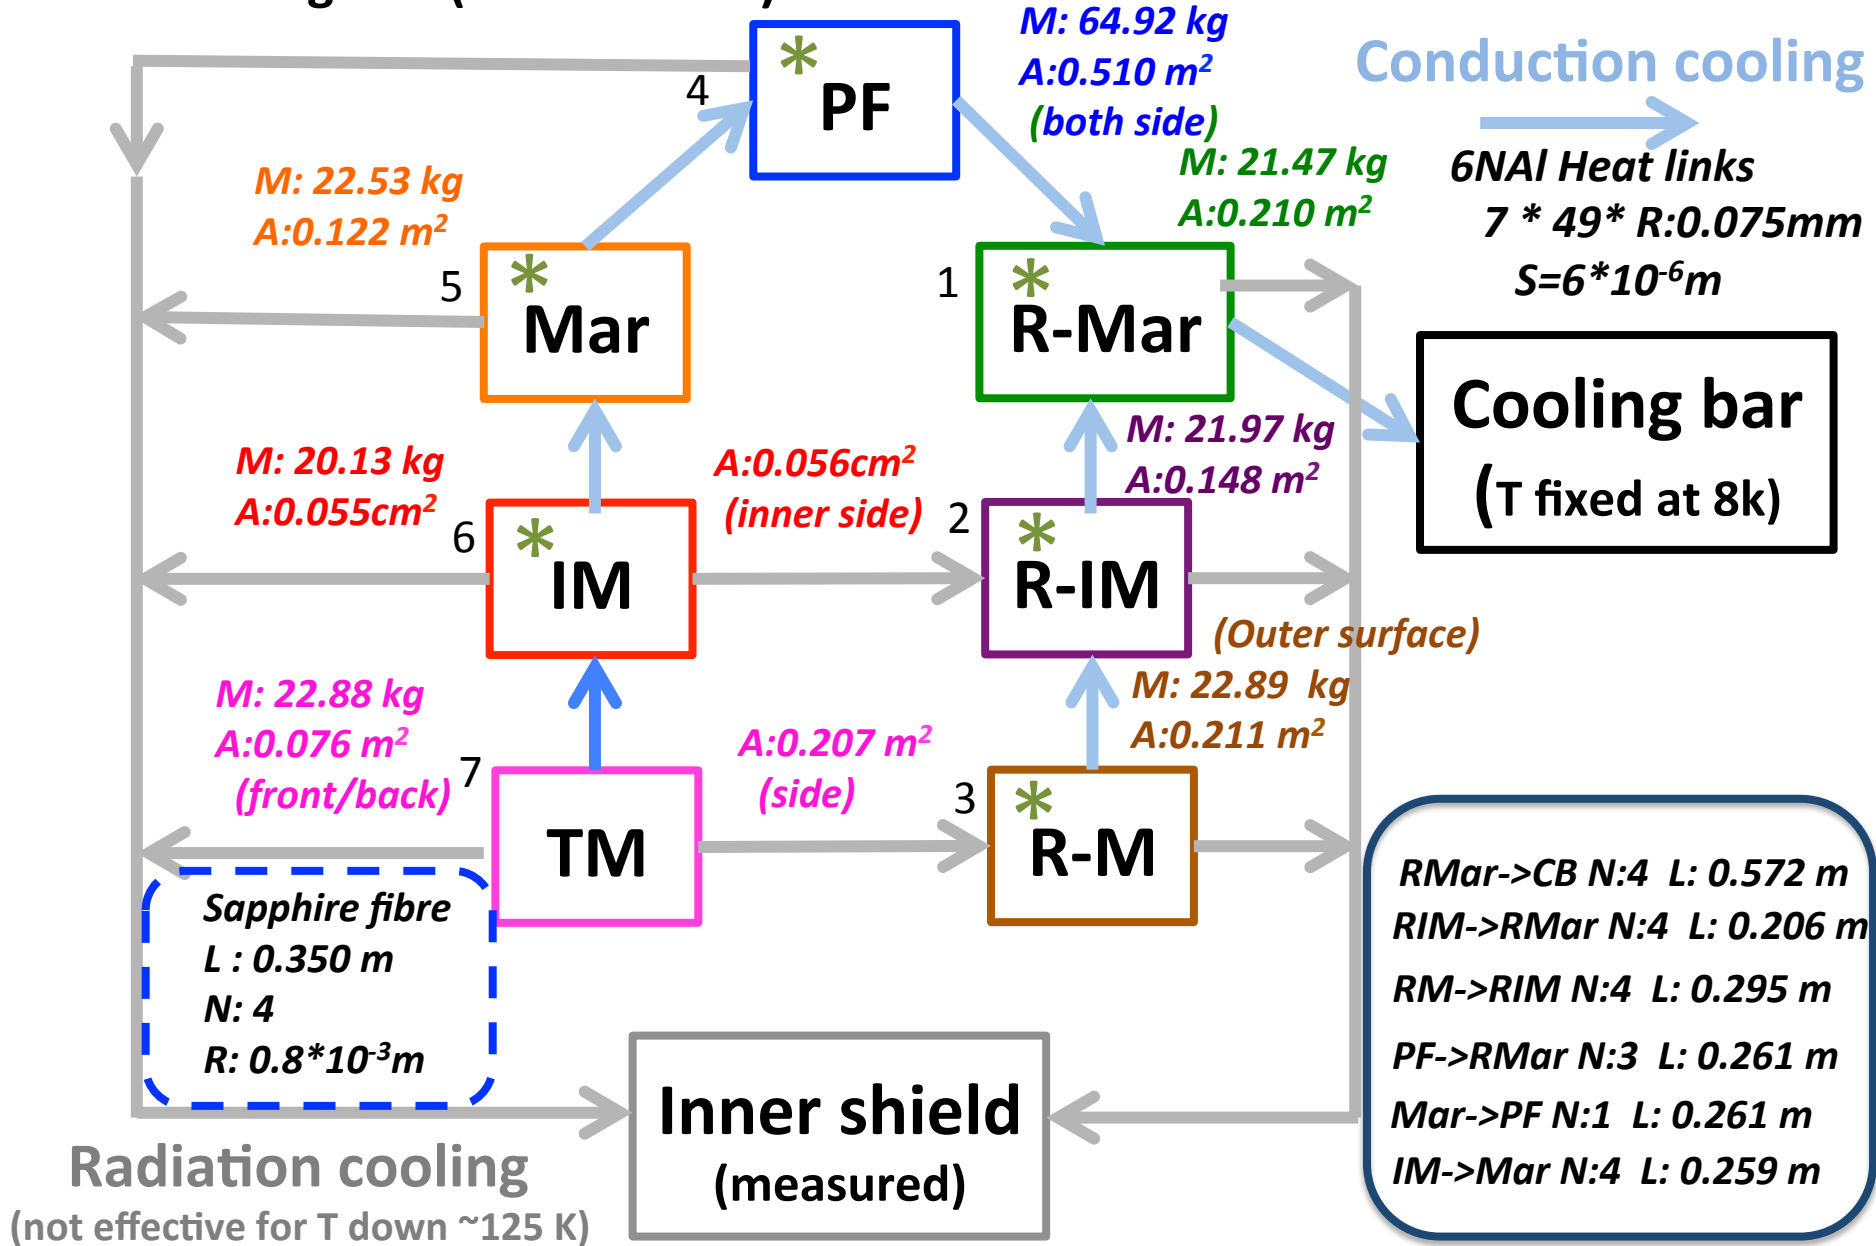 M: 64.92 kg
A:0.510 m²
(both side)
* PF
4
Conduction cooling
6NAl Heat links
7 * 49* R:0.075mm
S=6*10⁻⁶m
M: 22.53 kg
A:0.122 m²
M: 21.47 kg
A:0.210 m²
5
* Mar
1
* R-Mar
Cooling bar
(T fixed at 8k)
M: 20.13 kg
A:0.055cm²
A:0.056cm²
(inner side)
M: 21.97 kg
A:0.148 m²
6
* IM
2
* R-IM
(Outer surface)
M: 22.89 kg
A:0.211 m²
M: 22.88 kg
A:0.076 m²
(front/back)
A:0.207 m²
(side)
7
TM
3
* R-M
Sapphire fibre
L : 0.350 m
N: 4
R: 0.8*10⁻³m
RMar->CB N:4 L: 0.572 m
RIM->RMar N:4 L: 0.206 m
RM->RIM N:4 L: 0.295 m
PF->RMar N:3 L: 0.261 m
Mar->PF N:1 L: 0.261 m
IM->Mar N:4 L: 0.259 m
Inner shield
(measured)
Radiation cooling
(not effective for T down ~125 K)